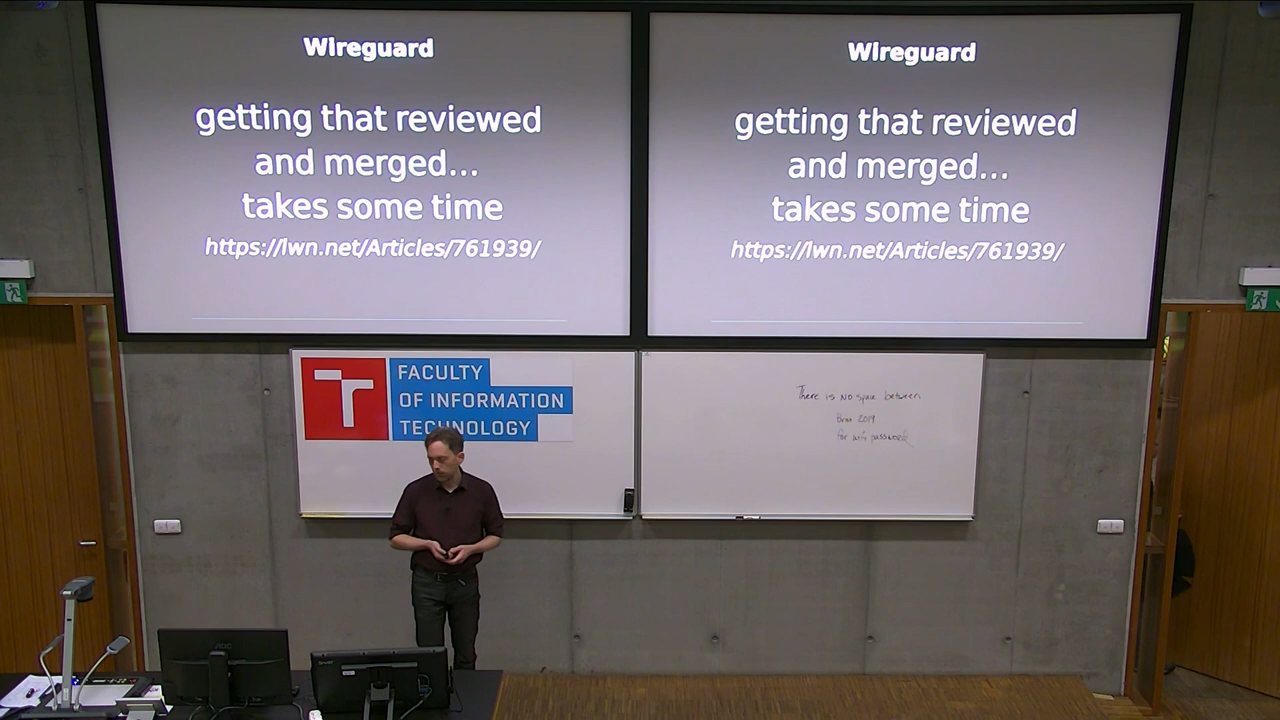 Wireguard
getting that reviewed
and merged...
takes some time
https://lwn.net/Articles/761939/
Wireguard
getting that reviewed
and merged...
takes some time
https://lwn.net/Articles/761939/
FACULTY
OF INFORMATION
TECHNOLOGY
There is NO space between
Brno 2019
for wifi password